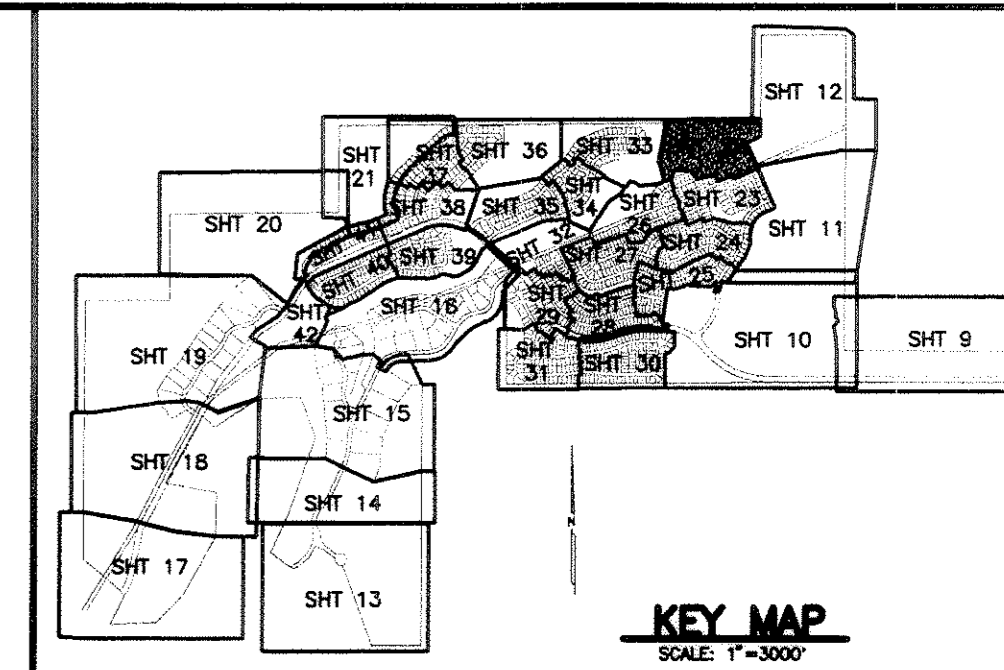 SHT 12
SHT
21
SHT
37
SHT 36
SHT 33
SHT 20
SHT 38
SHT 35
SHT
34
SHT 23
SHT
26
SHT 11
SHT 41
SHT 39
SHT 32
SHT 27
SHT 24
SHT 40
SHT 25
SHT 16
SHT
29
SHT
28
SHT
42
SHT 19
SHT 10
SHT 9
SHT
31
SHT 30
SHT 15
SHT 18
SHT 14
N
SHT 17
SHT 13
KEY MAP
SCALE: 1"=3000'